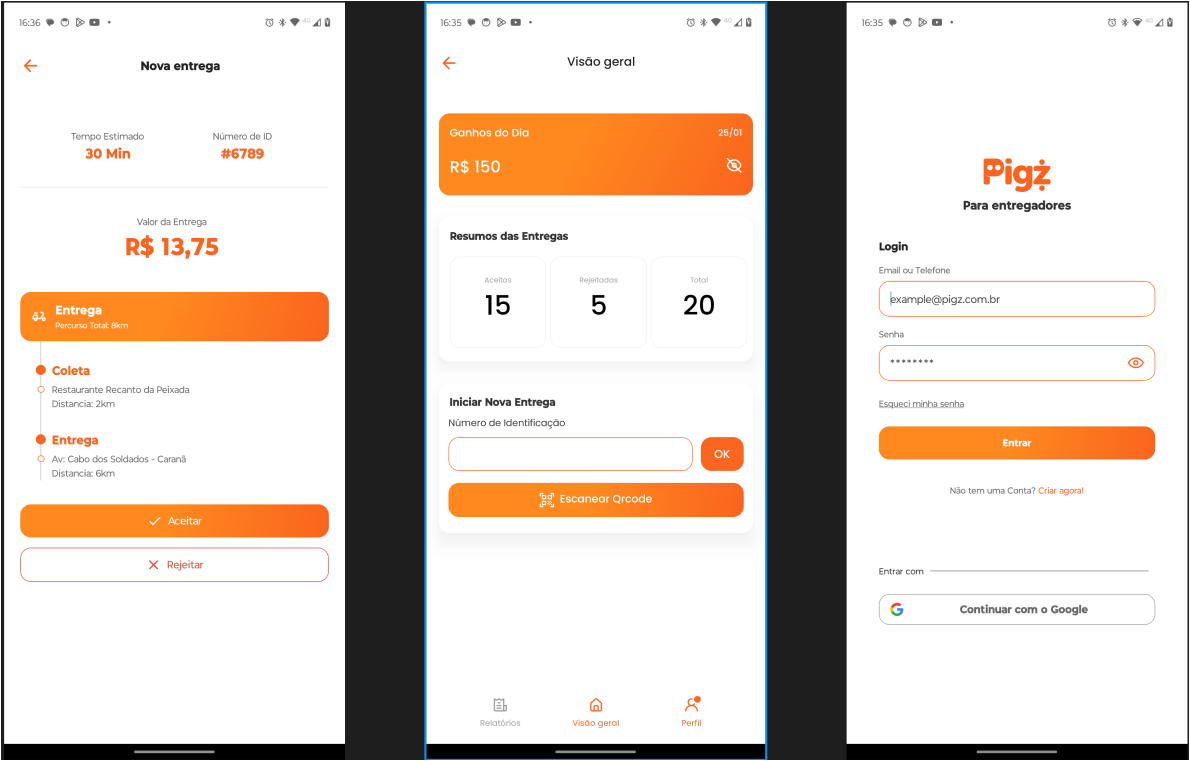 16:36
4G
Nova entrega
Tempo Estimado
30 Min
Número de ID
#6789
Valor da Entrega
R$ 13,75
Entrega
Percurso Total: 8km
Coleta
Restaurante Recanto da Peixada
Distancia: 2km
Entrega
Av: Cabo dos Soldados - Caranã
Distancia: 6km
Aceitar
Rejeitar
16:35
4G
Visão geral
Ganhos do Dia
25/01
R$ 150
Resumos das Entregas
Aceitas
15
Rejeitadas
5
Total
20
Iniciar Nova Entrega
Número de Identificação
OK
Escanear Qrcode
Relatórios
Visão geral
Perfil
16:35
4G
Pigz
Para entregadores
Login
Email ou Telefone
example@pigz.com.br
Senha
********
Esqueci minha senha
Entrar
Não tem uma Conta? Criar agora!
Entrar com
Continuar com o Google